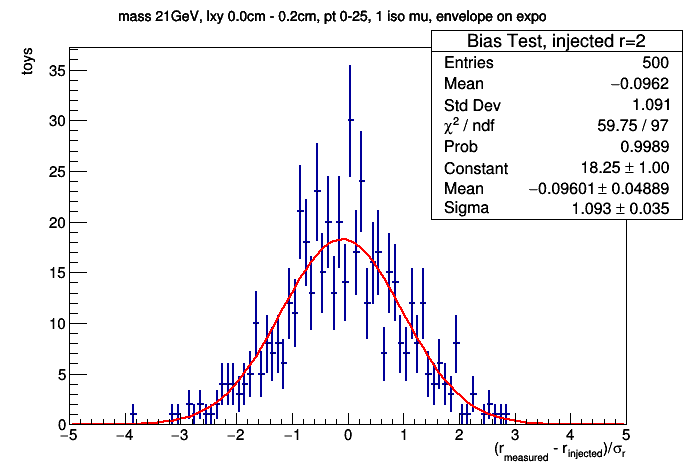 mass 21GeV, lxy 0.0cm - 0.2cm, pt 0-25, 1 iso mu, envelope on expo
toys
Bias Test, injected r=2
Entries 500
Mean −0.0962
Std Dev 1.091
χ² / ndf 59.75 / 97
Prob 0.9989
Constant 18.25 ± 1.00
Mean −0.09601 ± 0.04889
Sigma 1.093 ± 0.035
35
30
25
20
15
10
5
0
−5 −4 −3 −2 −1 0 1 2 3 4 5
(r_measured - r_injected)/σ_r